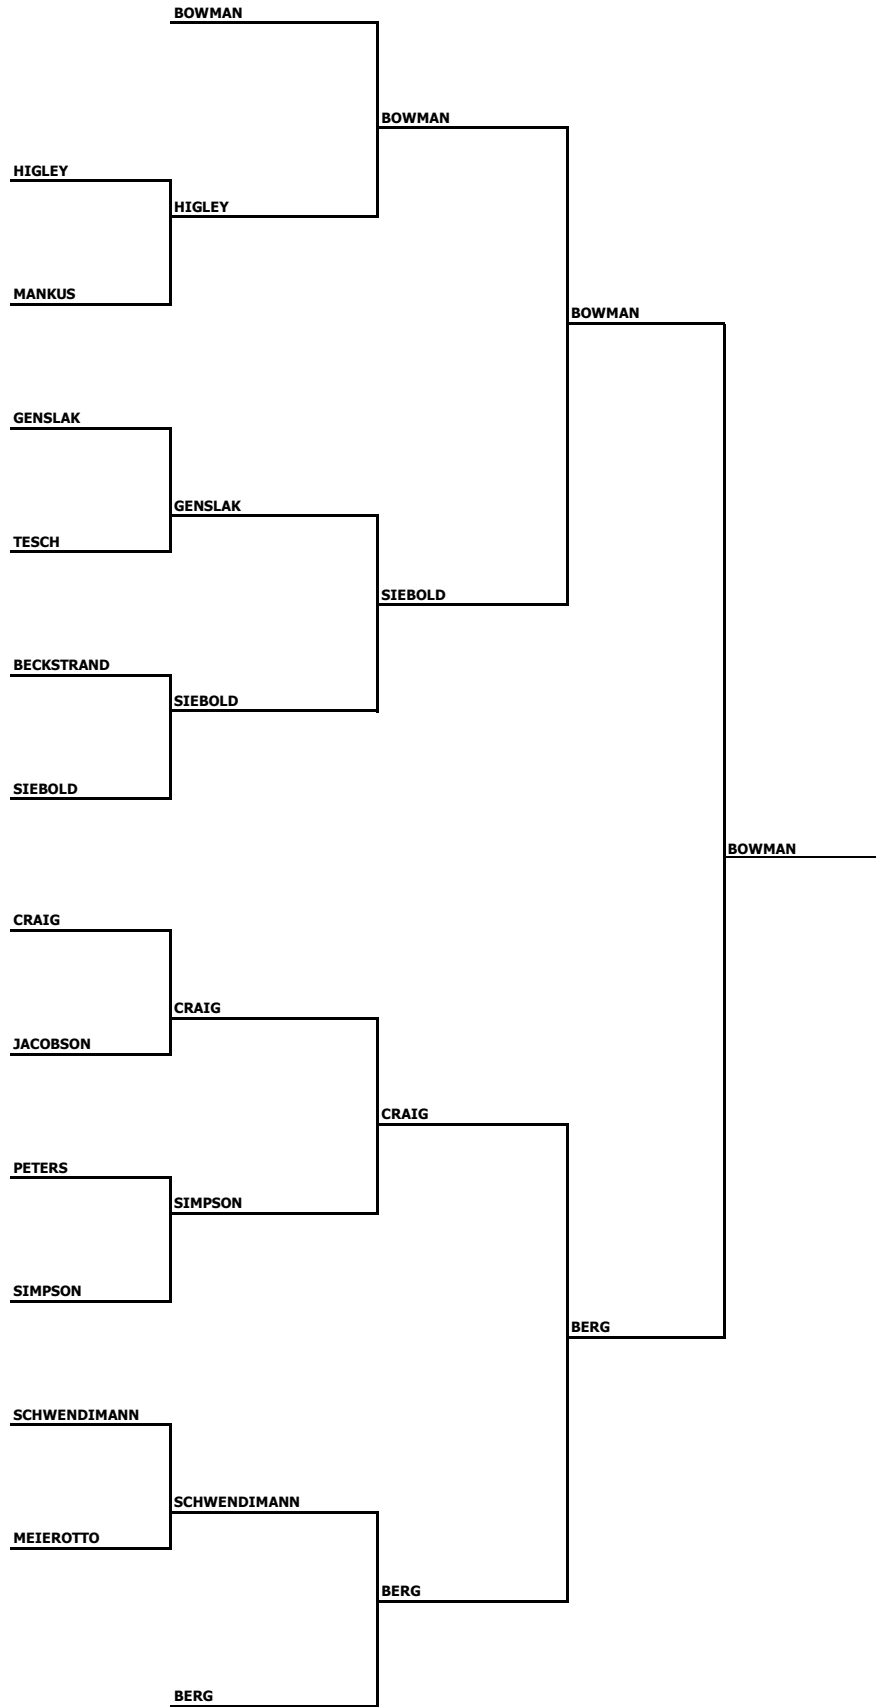 BOWMAN
BOWMAN
HIGLEY
HIGLEY
MANKUS
BOWMAN
GENSLAK
GENSLAK
TESCH
SIEBOLD
BECKSTRAND
SIEBOLD
SIEBOLD
BOWMAN
CRAIG
CRAIG
JACOBSON
CRAIG
PETERS
SIMPSON
SIMPSON
BERG
SCHWENDIMANN
SCHWENDIMANN
MEIEROTTO
BERG
BERG